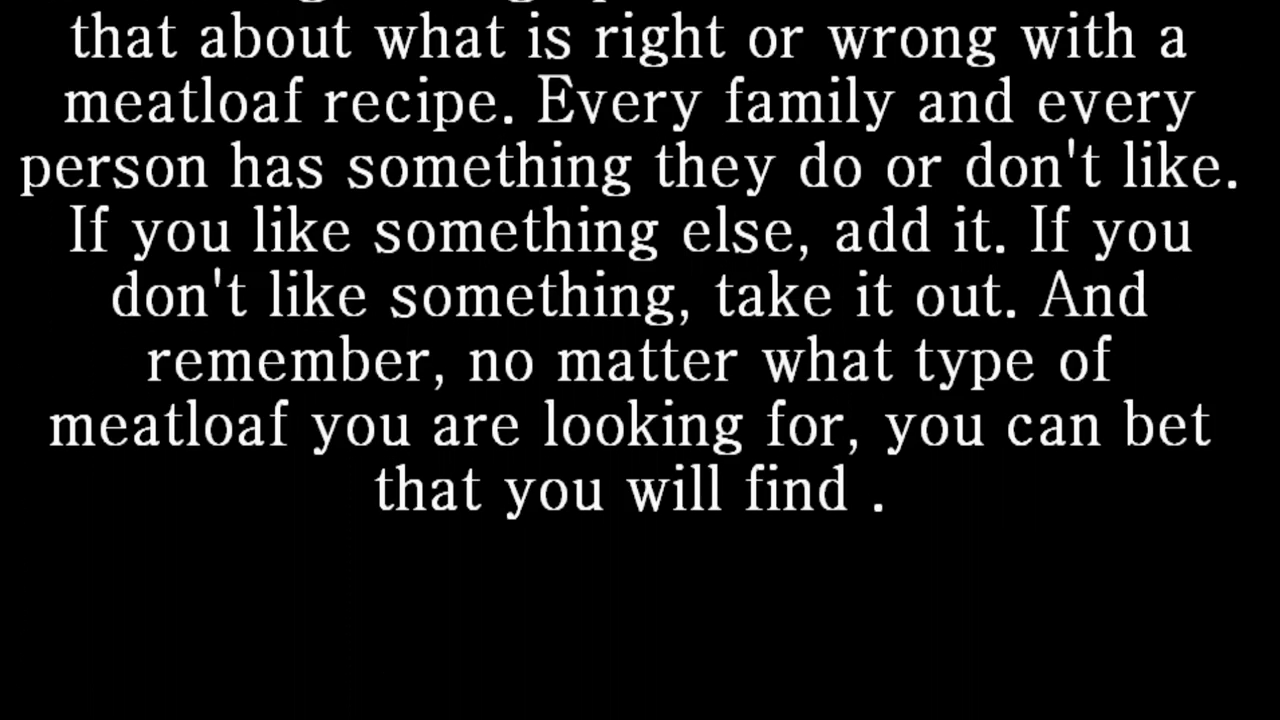 that about what is right or wrong with a
meatloaf recipe. Every family and every
person has something they do or don't like.
If you like something else, add it. If you
don't like something, take it out. And
remember, no matter what type of
meatloaf you are looking for, you can bet
that you will find .